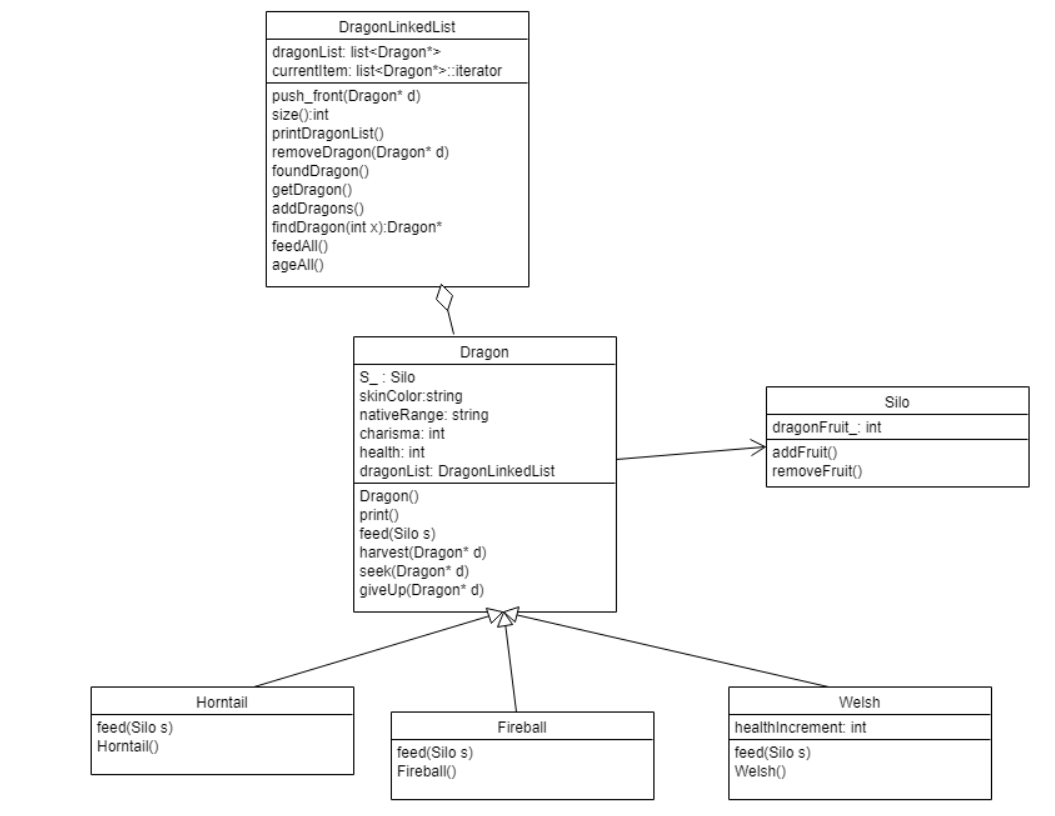 DragonLinkedList
dragonList: list<Dragon*>
currentItem: list<Dragon*>::iterator
push_front(Dragon* d)
size():int
printDragonList()
removeDragon(Dragon* d)
foundDragon()
getDragon()
addDragons()
findDragon(int x):Dragon*
feedAll()
ageAll()
Dragon
S_ : Silo
skinColor:string
nativeRange: string
charisma: int
health: int
dragonList: DragonLinkedList
Dragon()
print()
feed(Silo s)
harvest(Dragon* d)
seek(Dragon* d)
giveUp(Dragon* d)
Silo
dragonFruit_: int
addFruit()
removeFruit()
Horntail
feed(Silo s)
Horntail()
Fireball
feed(Silo s)
Fireball()
Welsh
healthIncrement: int
feed(Silo s)
Welsh()